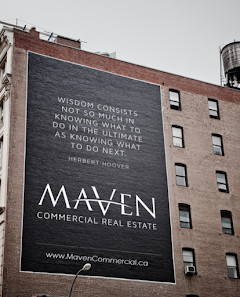 WISDOM CONSISTS
NOT SO MUCH IN
KNOWING WHAT TO
DO IN THE ULTIMATE
AS KNOWING WHAT
TO DO NEXT.
HERBERT HOOVER
MAVEN
COMMERCIAL REAL ESTATE
www.MavenCommercial.ca